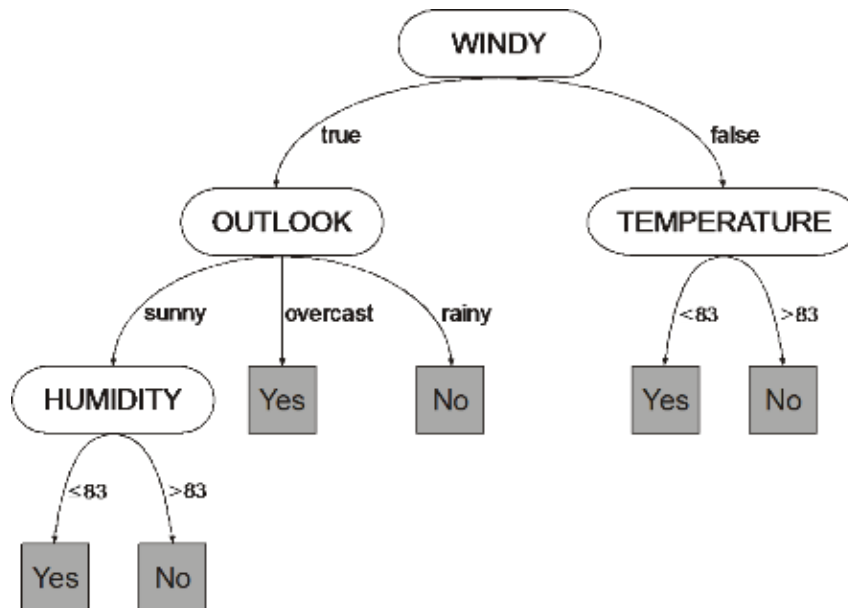 WINDY
true false
OUTLOOK TEMPERATURE
sunny overcast rainy <83 >83
HUMIDITY Yes No Yes No
≤83 >83
Yes No